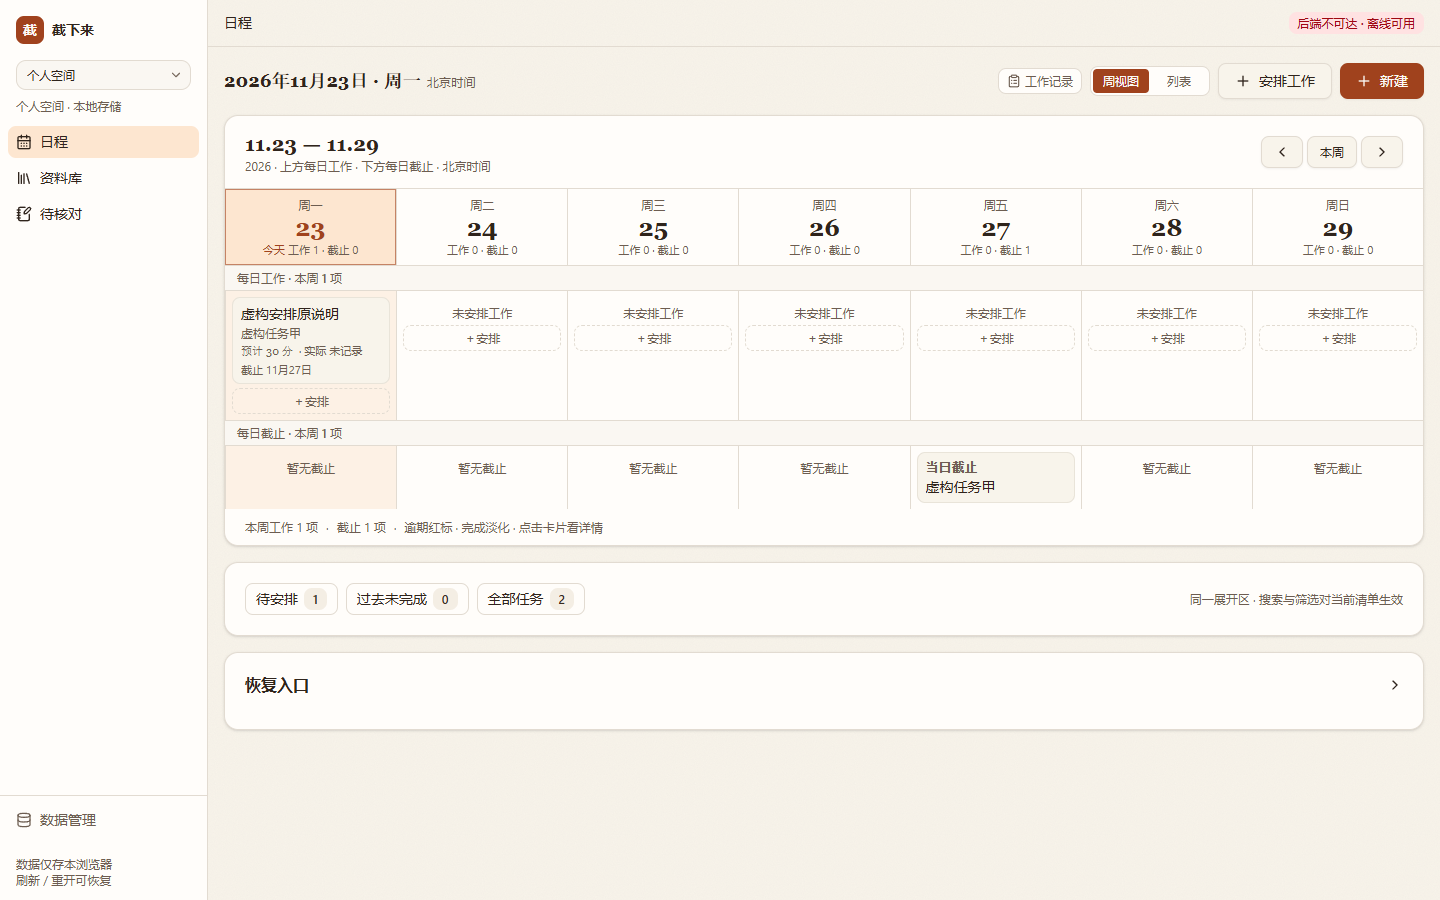 截 截下来
个人空间
个人空间 · 本地存储
日程
资料库
待核对
数据管理
数据仅存本浏览器
刷新 / 重开可恢复
日程
后端不可达 · 离线可用
2026年11月23日 · 周一 北京时间
工作记录
周视图
列表
+ 安排工作
+ 新建
11.23 — 11.29
2026 · 上方每日工作 · 下方每日截止 · 北京时间
本周
周一
23
今天 工作 1 · 截止 0
周二
24
工作 0 · 截止 0
周三
25
工作 0 · 截止 0
周四
26
工作 0 · 截止 0
周五
27
工作 0 · 截止 1
周六
28
工作 0 · 截止 0
周日
29
工作 0 · 截止 0
每日工作 · 本周 1 项
虚构安排原说明
虚构任务甲
预计 30 分 · 实际 未记录
截止 11月27日
+ 安排
未安排工作
+ 安排
未安排工作
+ 安排
未安排工作
+ 安排
未安排工作
+ 安排
未安排工作
+ 安排
未安排工作
+ 安排
每日截止 · 本周 1 项
暂无截止
暂无截止
暂无截止
暂无截止
当日截止
虚构任务甲
暂无截止
暂无截止
本周工作 1 项 · 截止 1 项 · 逾期红标 · 完成淡化 · 点击卡片看详情
待安排 1
过去未完成 0
全部任务 2
同一展开区 · 搜索与筛选对当前清单生效
恢复入口